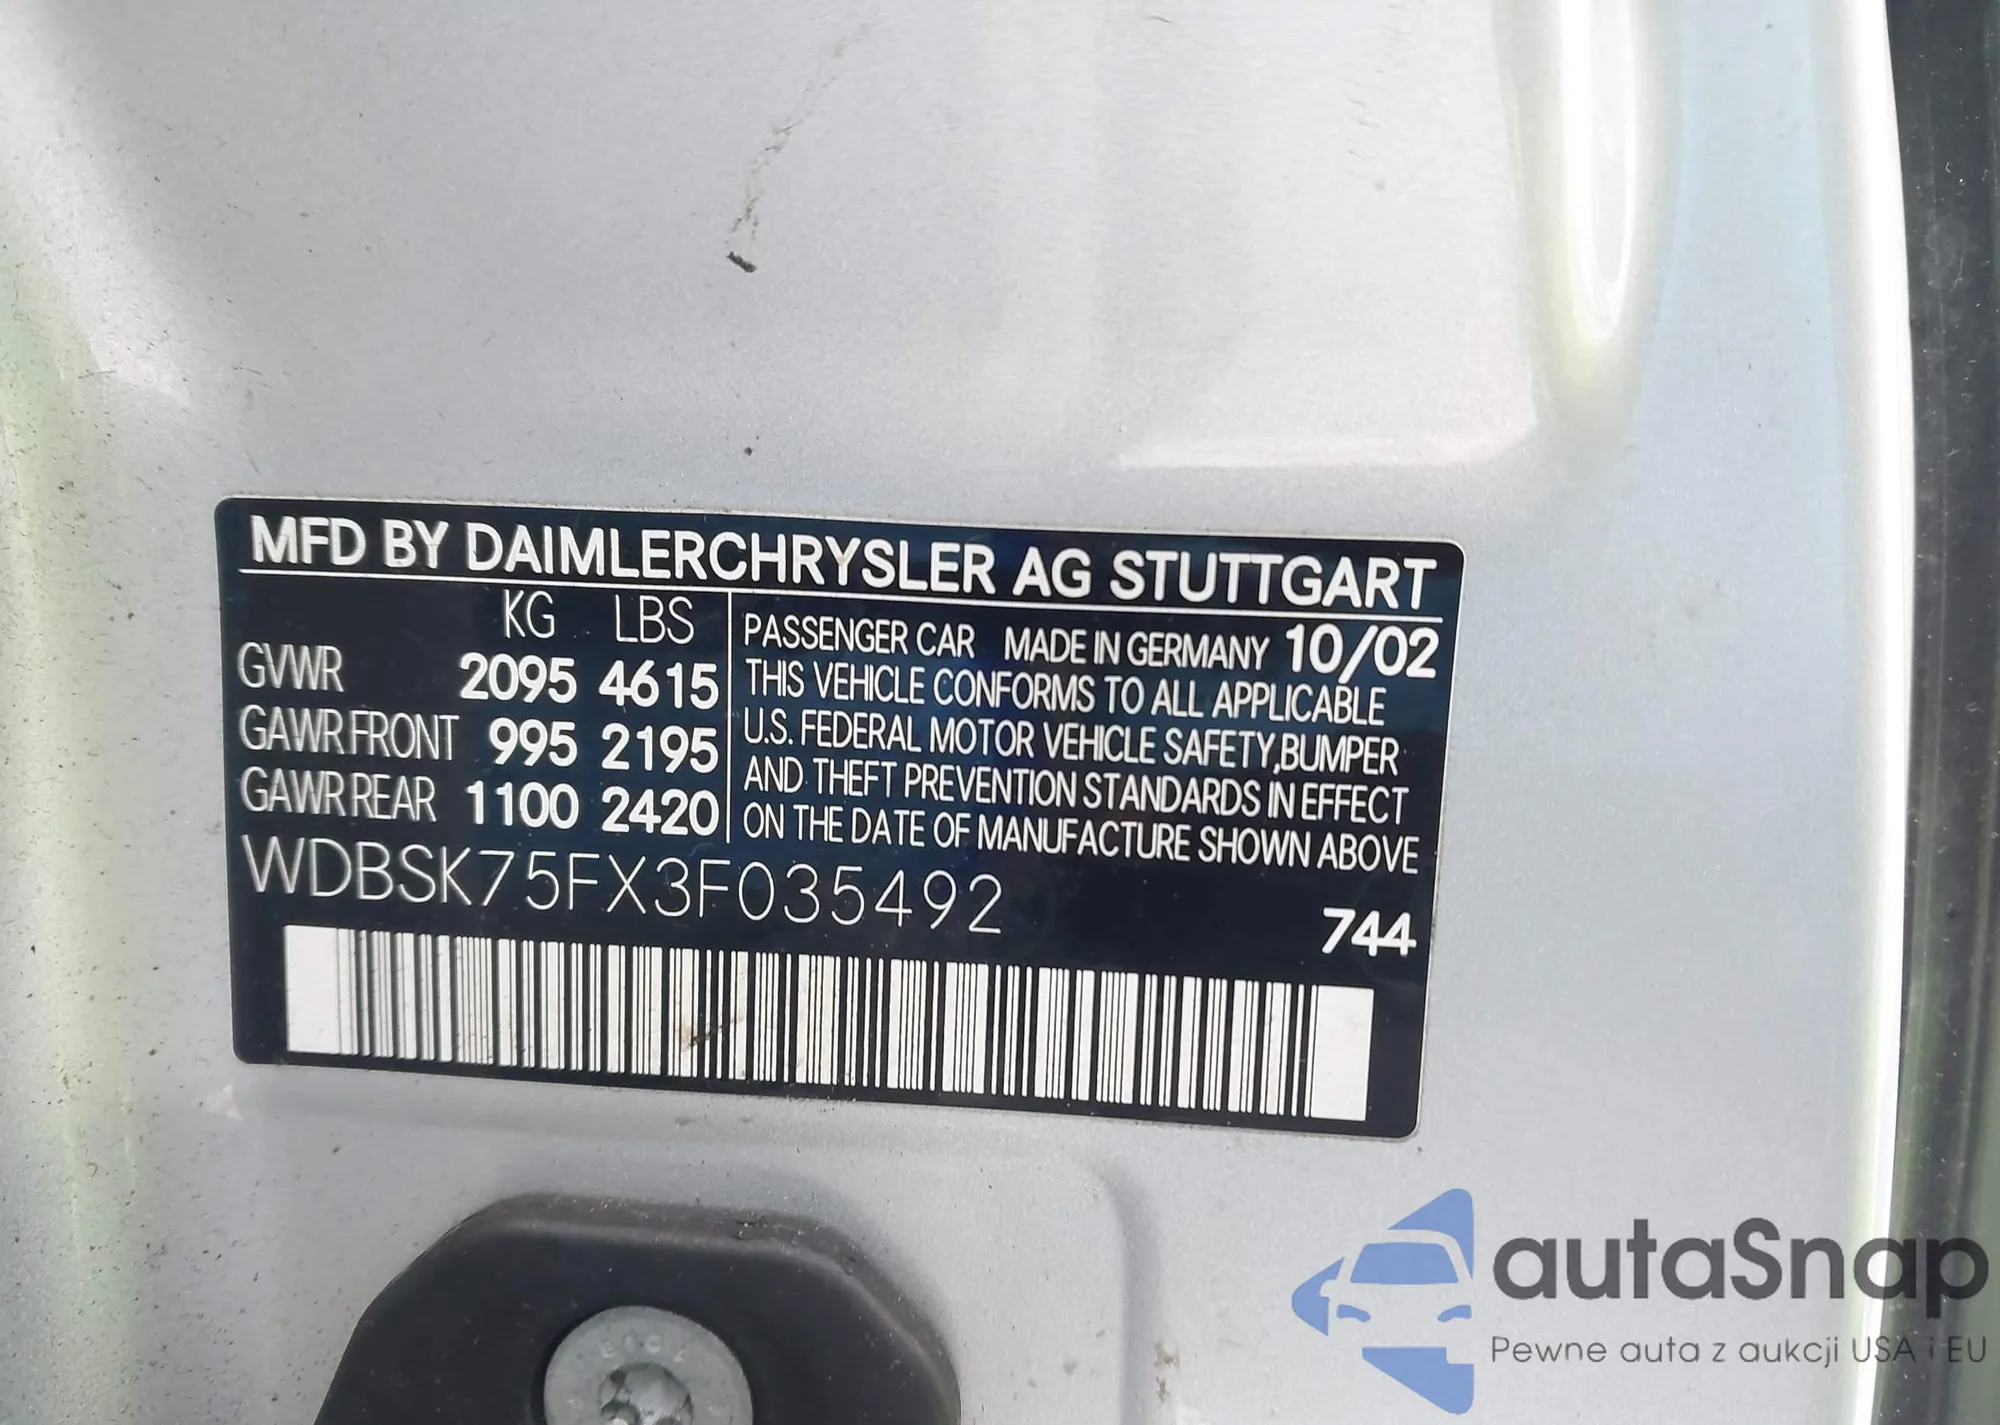 MFD BY DAIMLERCHRYSLER AG STUTTGART
KG LBS
GVWR 2095 4615
GAWR FRONT 995 2195
GAWR REAR 1100 2420
PASSENGER CAR MADE IN GERMANY 10/02
THIS VEHICLE CONFORMS TO ALL APPLICABLE
U.S. FEDERAL MOTOR VEHICLE SAFETY,BUMPER
AND THEFT PREVENTION STANDARDS IN EFFECT
ON THE DATE OF MANUFACTURE SHOWN ABOVE
WDBSK75FX3F035492
744
autaSnap
Pewne auta z aukcji USA i EU